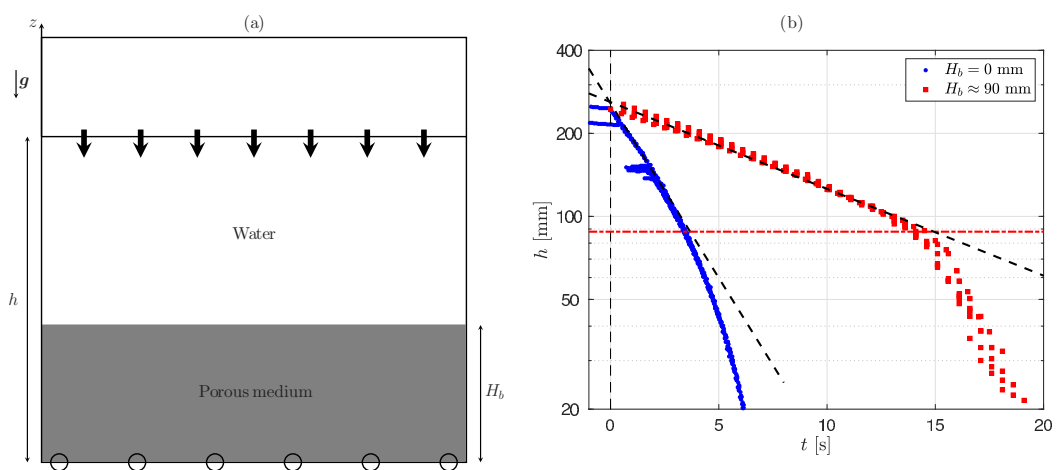 (a)
z
g
h
Water
Porous medium
H_b
(b)
H_b = 0 mm
H_b ≈ 90 mm
400
200
100
50
20
h [mm]
0
5
10
15
20
t [s]